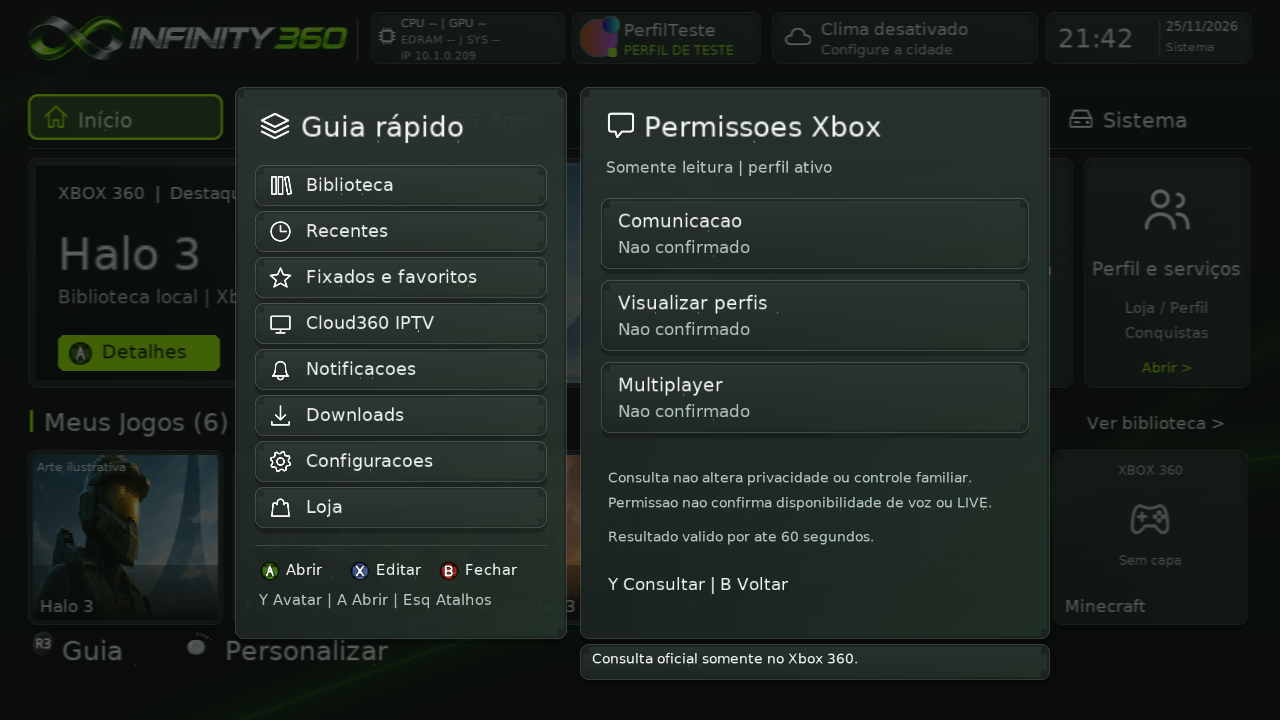 INFINITY 360
CPU -- | GPU --
EDRAM -- | SYS --
IP 10.1.0.209
PerfilTeste
PERFIL DE TESTE
Clima desativado
Configure a cidade
21:42
25/11/2026
Sistema
Início
Apps
Sistema
Guia rápido
Biblioteca
Recentes
Fixados e favoritos
Cloud360 IPTV
Notificacoes
Downloads
Configuracoes
Loja
A Abrir
X Editar
B Fechar
Y Avatar | A Abrir | Esq Atalhos
Permissoes Xbox
Somente leitura | perfil ativo
Comunicacao
Nao confirmado
Visualizar perfis
Nao confirmado
Multiplayer
Nao confirmado
Consulta nao altera privacidade ou controle familiar.
Permissao nao confirma disponibilidade de voz ou LIVE.
Resultado valido por ate 60 segundos.
Y Consultar | B Voltar
Consulta oficial somente no Xbox 360.
XBOX 360 | Destaqu
Halo 3
Biblioteca local | Xbo
A Detalhes
Perfil e serviços
Loja / Perfil
Conquistas
Abrir >
Meus Jogos (6)
Ver biblioteca >
Arte ilustrativa
Halo 3
XBOX 360
Sem capa
Minecraft
R3 Guia
Personalizar